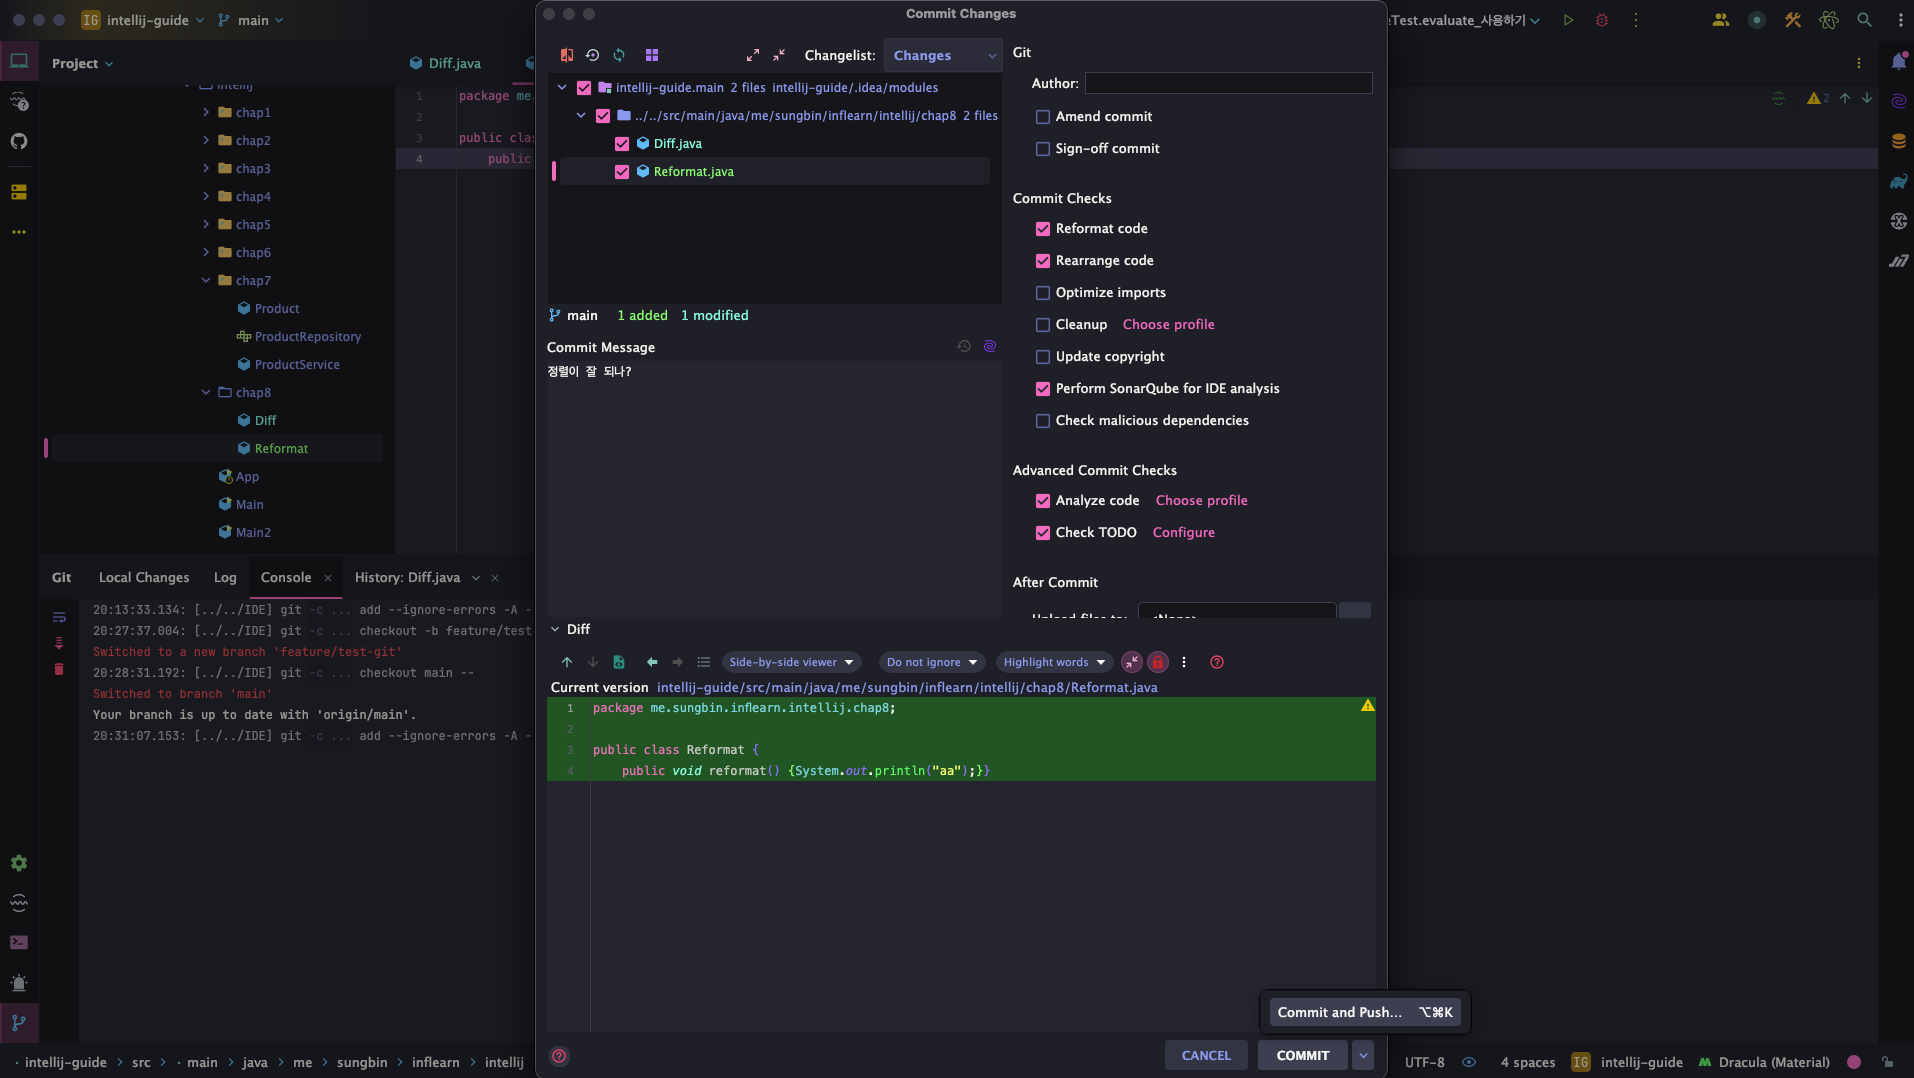 IG intellij-guide main
Commit Changes
eTest.evaluate_사용하기
Project
Diff.java
intellij
chap1
chap2
chap3
chap4
chap5
chap6
chap7
Product
ProductRepository
ProductService
chap8
Diff
Reformat
App
Main
Main2
1 package me.
2
3 public clas
4 public
2
Changelist: Changes
intellij-guide.main 2 files intellij-guide/.idea/modules
../../src/main/java/me/sungbin/inflearn/intellij/chap8 2 files
Diff.java
Reformat.java
main 1 added 1 modified
Commit Message
정렬이 잘 되나?
Git
Author:
Amend commit
Sign-off commit
Commit Checks
Reformat code
Rearrange code
Optimize imports
Cleanup Choose profile
Update copyright
Perform SonarQube for IDE analysis
Check malicious dependencies
Advanced Commit Checks
Analyze code Choose profile
Check TODO Configure
After Commit
Upload files to: <None>
Git Local Changes Log Console × History: Diff.java ×
20:13:33.134: [../../IDE] git -c ... add --ignore-errors -A -
20:27:37.004: [../../IDE] git -c ... checkout -b feature/test
Switched to a new branch 'feature/test-git'
20:28:31.192: [../../IDE] git -c ... checkout main --
Switched to branch 'main'
Your branch is up to date with 'origin/main'.
20:31:07.153: [../../IDE] git -c ... add --ignore-errors -A -
Diff
Side-by-side viewer Do not ignore Highlight words
Current version intellij-guide/src/main/java/me/sungbin/inflearn/intellij/chap8/Reformat.java
1 package me.sungbin.inflearn.intellij.chap8;
2
3 public class Reformat {
4 public void reformat() {System.out.println("aa");}}
Commit and Push... ⌥⌘K
CANCEL COMMIT
intellij-guide > src > main > java > me > sungbin > inflearn > intellij
UTF-8 4 spaces IG intellij-guide Dracula (Material)